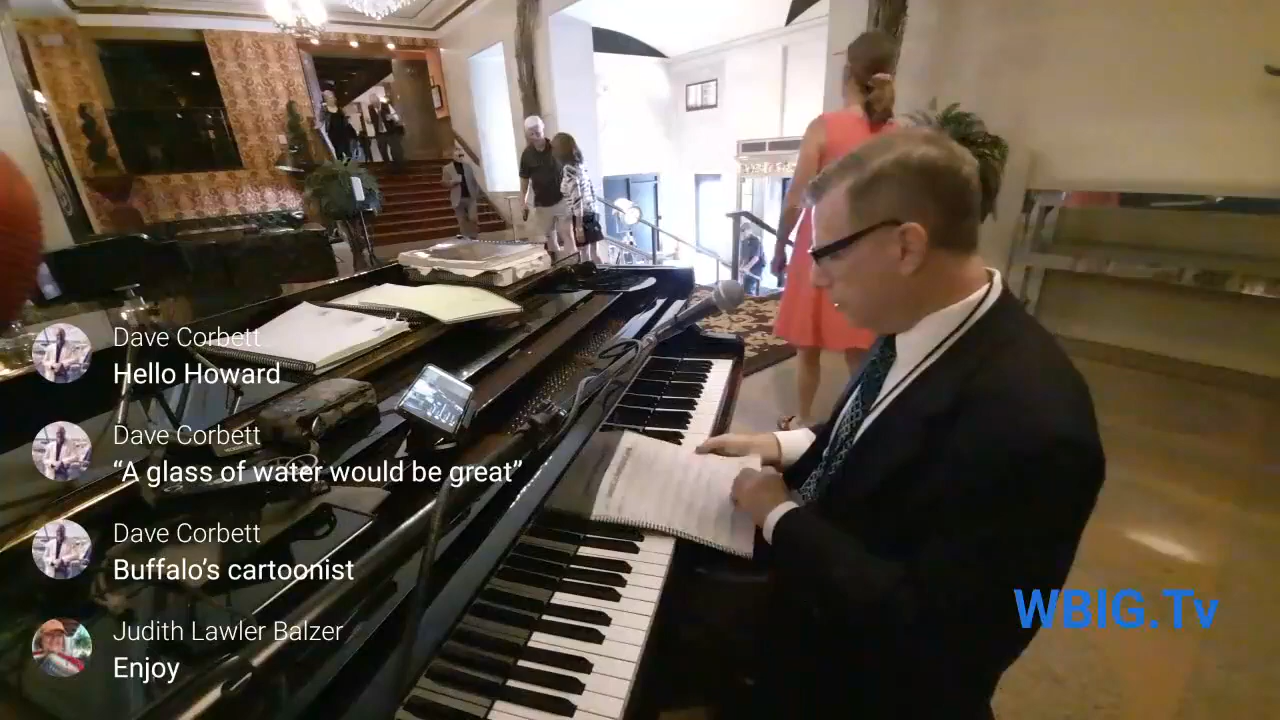 Dave Corbett
Hello Howard
Dave Corbett
“A glass of water would be great”
Dave Corbett
Buffalo’s cartoonist
Judith Lawler Balzer
Enjoy
WBIG.Tv